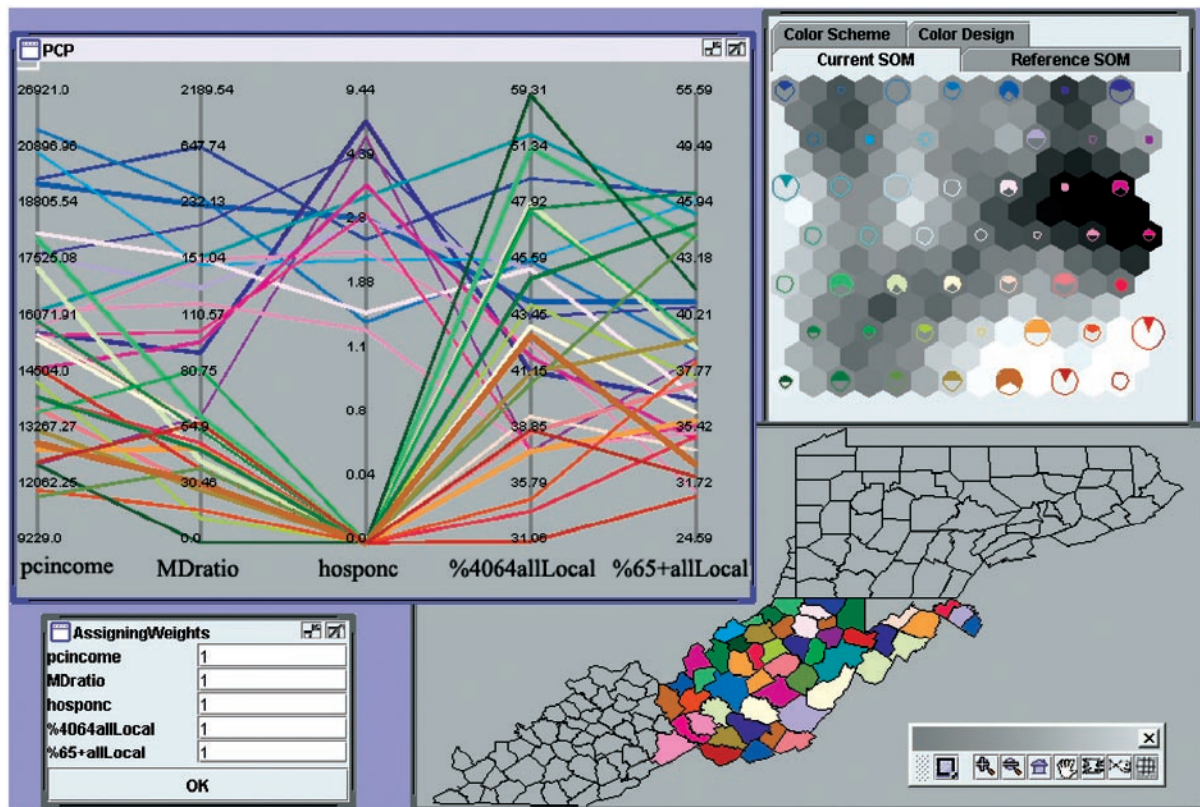 PCP
26921.0 2189.54 9.44 59.31 55.59
20896.96 647.74 4.39 51.34 49.49
18805.54 232.13 2.8 47.92 45.94
17525.08 151.04 1.88 45.59 43.18
16071.91 110.57 1.1 43.45 40.21
14504.0 80.75 0.8 41.15 37.77
13267.27 54.9 0.04 38.85 35.42
12062.25 30.46 35.79 31.72
9229.0 0.0 0.0 31.06 24.59
pcincome MDratio hosponc %4064allLocal %65+allLocal
Color Scheme Color Design
Current SOM Reference SOM
AssigningWeights
pcincome 1
MDratio 1
hosponc 1
%4064allLocal 1
%65+allLocal 1
OK